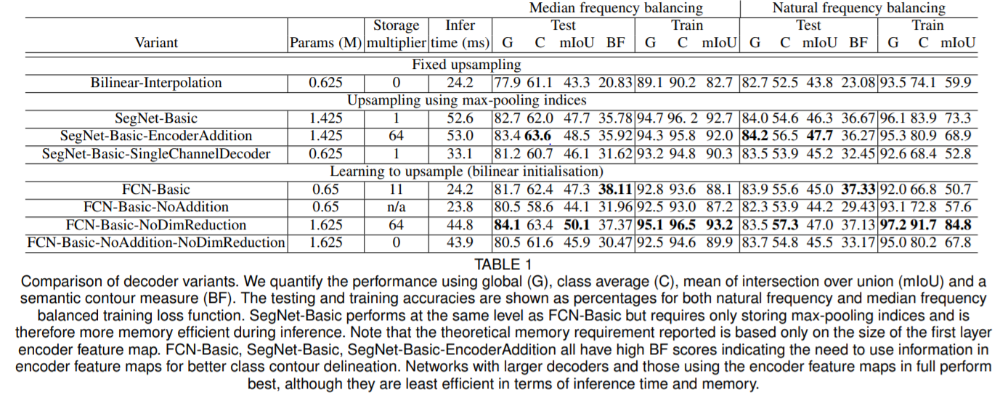 Median frequency balancing Natural frequency balancing
Storage Infer Test Train Test Train
Variant Params (M) multiplier time (ms) G C mIoU BF G C mIoU G C mIoU BF G C mIoU
Fixed upsampling
Bilinear-Interpolation 0.625 0 24.2 77.9 61.1 43.3 20.83 89.1 90.2 82.7 82.7 52.5 43.8 23.08 93.5 74.1 59.9
Upsampling using max-pooling indices
SegNet-Basic 1.425 1 52.6 82.7 62.0 47.7 35.78 94.7 96. 2 92.7 84.0 54.6 46.3 36.67 96.1 83.9 73.3
SegNet-Basic-EncoderAddition 1.425 64 53.0 83.4 63.6 48.5 35.92 94.3 95.8 92.0 84.2 56.5 47.7 36.27 95.3 80.9 68.9
SegNet-Basic-SingleChannelDecoder 0.625 1 33.1 81.2 60.7 46.1 31.62 93.2 94.8 90.3 83.5 53.9 45.2 32.45 92.6 68.4 52.8
Learning to upsample (bilinear initialisation)
FCN-Basic 0.65 11 24.2 81.7 62.4 47.3 38.11 92.8 93.6 88.1 83.9 55.6 45.0 37.33 92.0 66.8 50.7
FCN-Basic-NoAddition 0.65 n/a 23.8 80.5 58.6 44.1 31.96 92.5 93.0 87.2 82.3 53.9 44.2 29.43 93.1 72.8 57.6
FCN-Basic-NoDimReduction 1.625 64 44.8 84.1 63.4 50.1 37.37 95.1 96.5 93.2 83.5 57.3 47.0 37.13 97.2 91.7 84.8
FCN-Basic-NoAddition-NoDimReduction 1.625 0 43.9 80.5 61.6 45.9 30.47 92.5 94.6 89.9 83.7 54.8 45.5 33.17 95.0 80.2 67.8
TABLE 1
Comparison of decoder variants. We quantify the performance using global (G), class average (C), mean of intersection over union (mIoU) and a
semantic contour measure (BF). The testing and training accuracies are shown as percentages for both natural frequency and median frequency
balanced training loss function. SegNet-Basic performs at the same level as FCN-Basic but requires only storing max-pooling indices and is
therefore more memory efficient during inference. Note that the theoretical memory requirement reported is based only on the size of the first layer
encoder feature map. FCN-Basic, SegNet-Basic, SegNet-Basic-EncoderAddition all have high BF scores indicating the need to use information in
encoder feature maps for better class contour delineation. Networks with larger decoders and those using the encoder feature maps in full perform
best, although they are least efficient in terms of inference time and memory.